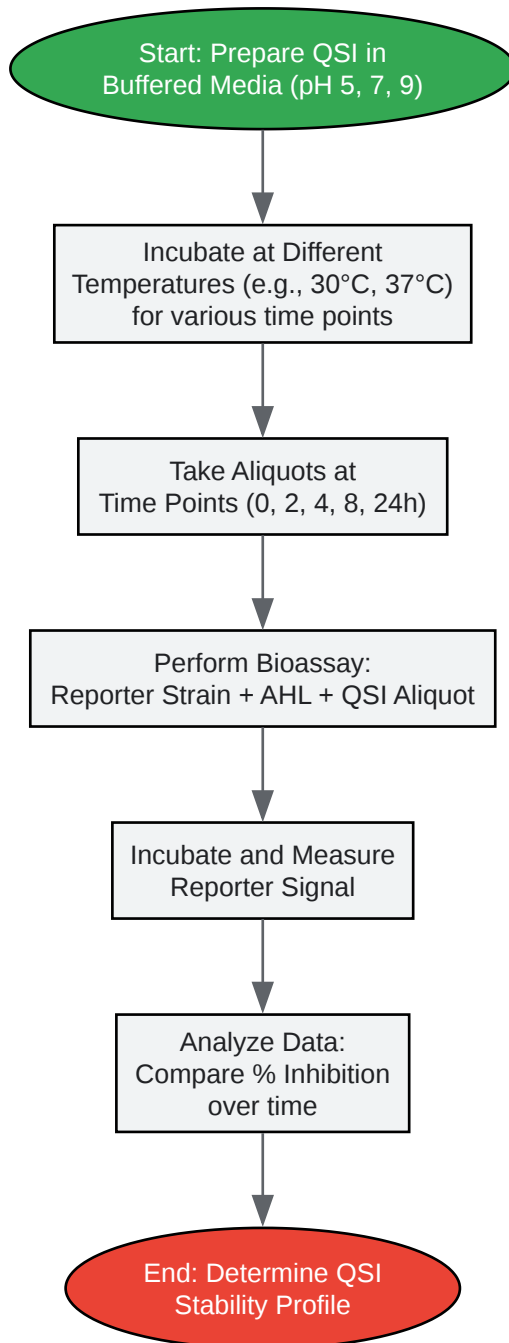 Start: Prepare QSI in
Buffered Media (pH 5, 7, 9)
Incubate at Different
Temperatures (e.g., 30°C, 37°C)
for various time points
Take Aliquots at
Time Points (0, 2, 4, 8, 24h)
Perform Bioassay:
Reporter Strain + AHL + QSI Aliquot
Incubate and Measure
Reporter Signal
Analyze Data:
Compare % Inhibition
over time
End: Determine QSI
Stability Profile